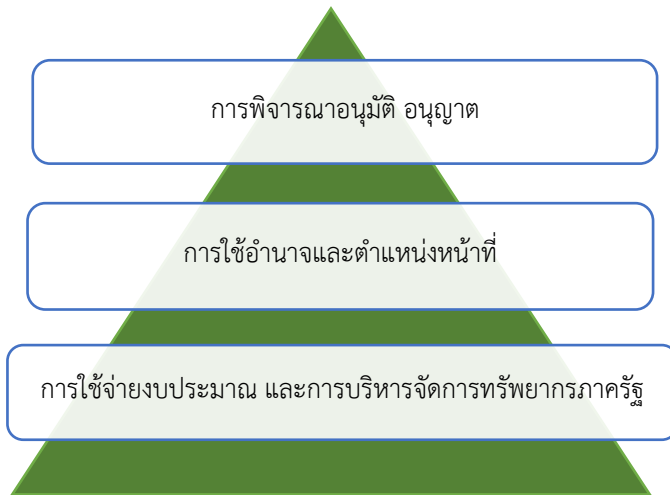 การพิจารณาอนุมัติ อนุญาต
การใช้อำนาจและตำแหน่งหน้าที่
การใช้จ่ายงบประมาณ และการบริหารจัดการทรัพยากรภาครัฐ